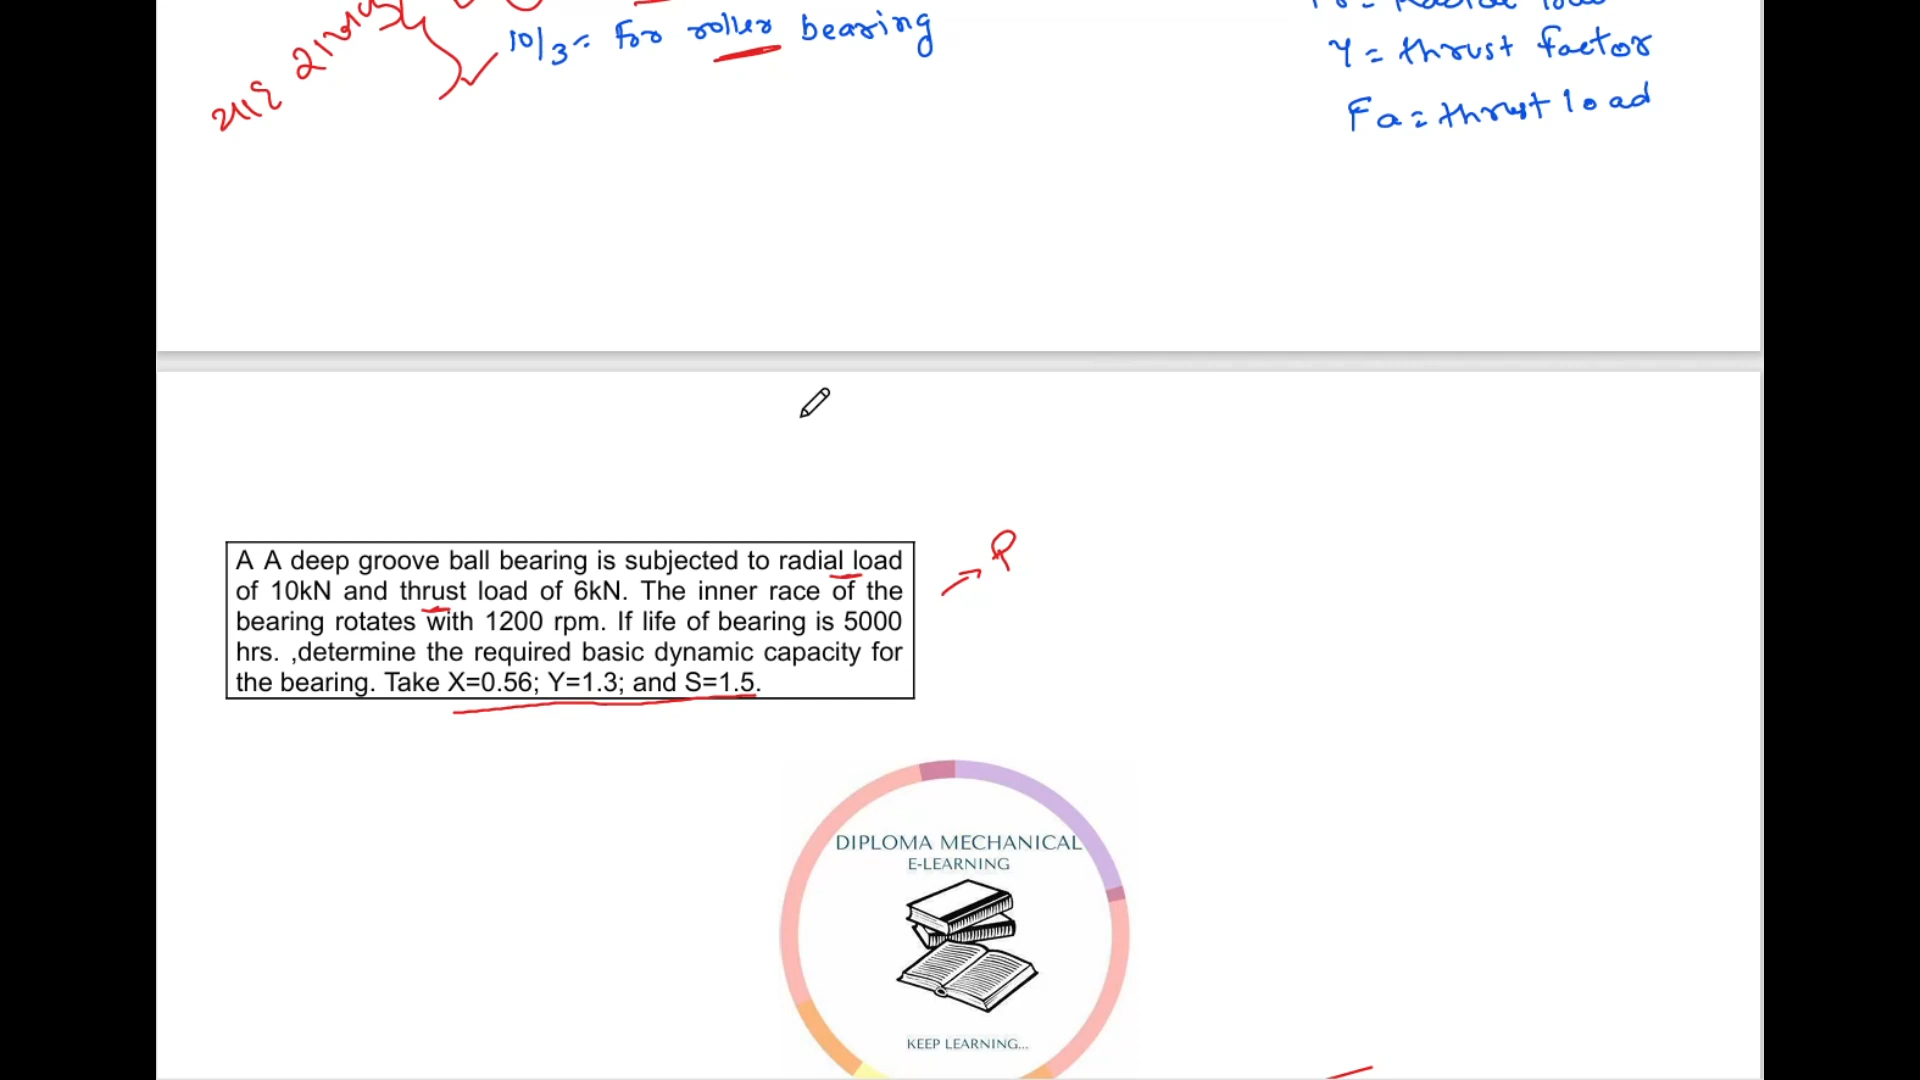 10/3 = For roller bearing
Y = thrust factor
Fa = thrust load
P
A A deep groove ball bearing is subjected to radial load
of 10kN and thrust load of 6kN. The inner race of the
bearing rotates with 1200 rpm. If life of bearing is 5000
hrs. ,determine the required basic dynamic capacity for
the bearing. Take X=0.56; Y=1.3; and S=1.5.
DIPLOMA MECHANICAL
E-LEARNING
KEEP LEARNING...